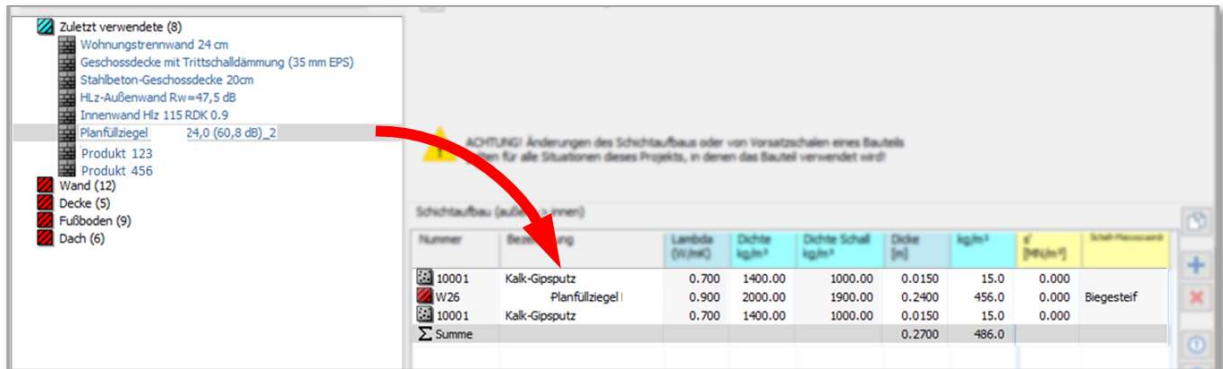 Zuletzt verwendete (8)
Wohnungstrennwand 24 cm
Geschossdecke mit Trittschalldämmung (35 mm EPS)
Stahlbeton-Geschossdecke 20cm
HLz-Außenwand Rw=47,5 dB
Innenwand Hlz 115 RDK 0.9
Planfüllziegel 24,0 (60,8 dB)_2
Produkt 123
Produkt 456
Wand (12)
Decke (5)
Fußboden (9)
Dach (6)
ACHTUNG! Änderungen des Schichtaufbaus oder von Vorsatzschalen eines Bauteils
für alle Situationen dieses Projekts, in denen das Bauteil verwendet wird!
Schichtaufbau
Nummer Lambda (W/mK) Dichte kg/m³ Dichte Schall kg/m³ Dicke [m] kg/m² s' [MN/m³]
10001 Kalk-Gipsputz 0.700 1400.00 1000.00 0.0150 15.0 0.000
W26 Planfüllziegel 0.900 2000.00 1900.00 0.2400 456.0 0.000 Biegesteif
10001 Kalk-Gipsputz 0.700 1400.00 1000.00 0.0150 15.0 0.000
Σ Summe 0.2700 486.0